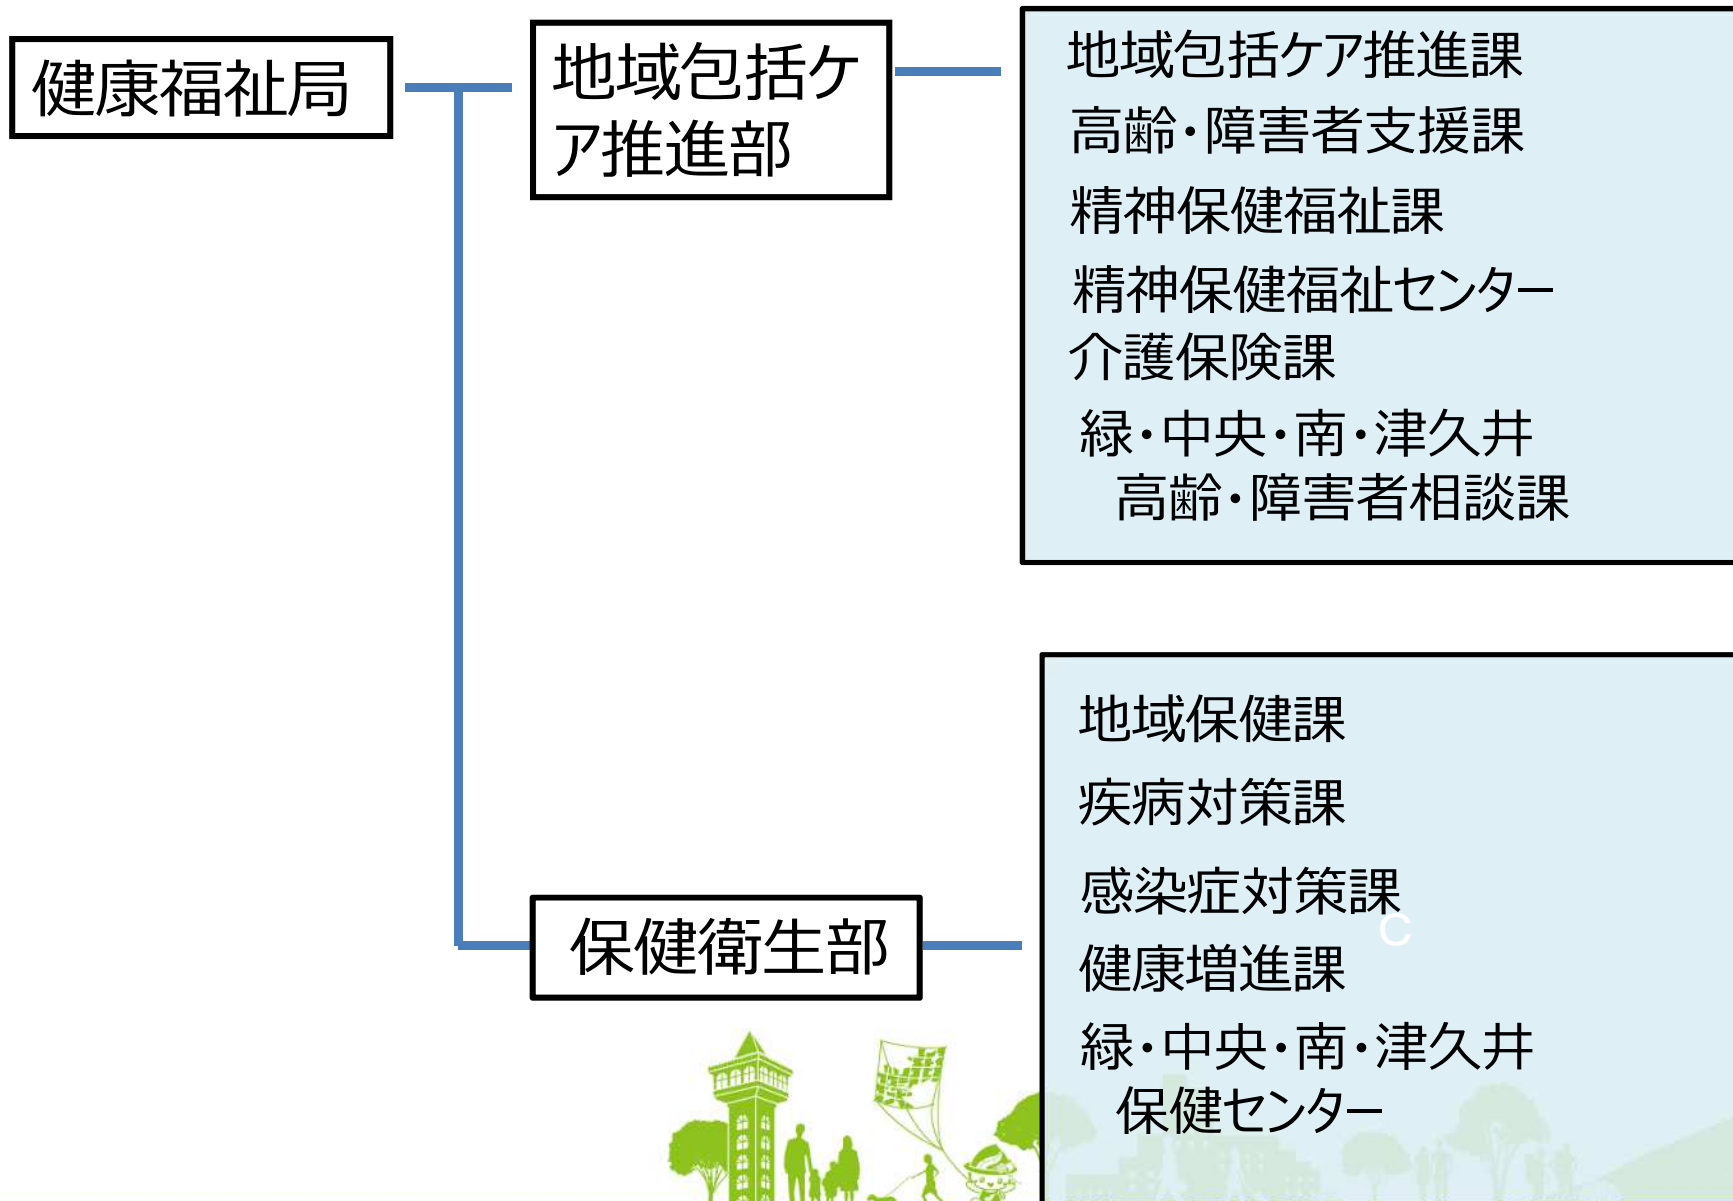 健康福祉局
地域包括ケ
ア推進部
地域包括ケア推進課
高齢・障害者支援課
精神保健福祉課
精神保健福祉センター
介護保険課
緑・中央・南・津久井
高齢・障害者相談課
保健衛生部
地域保健課
疾病対策課
感染症対策課
C
健康増進課
緑・中央・南・津久井
保健センター